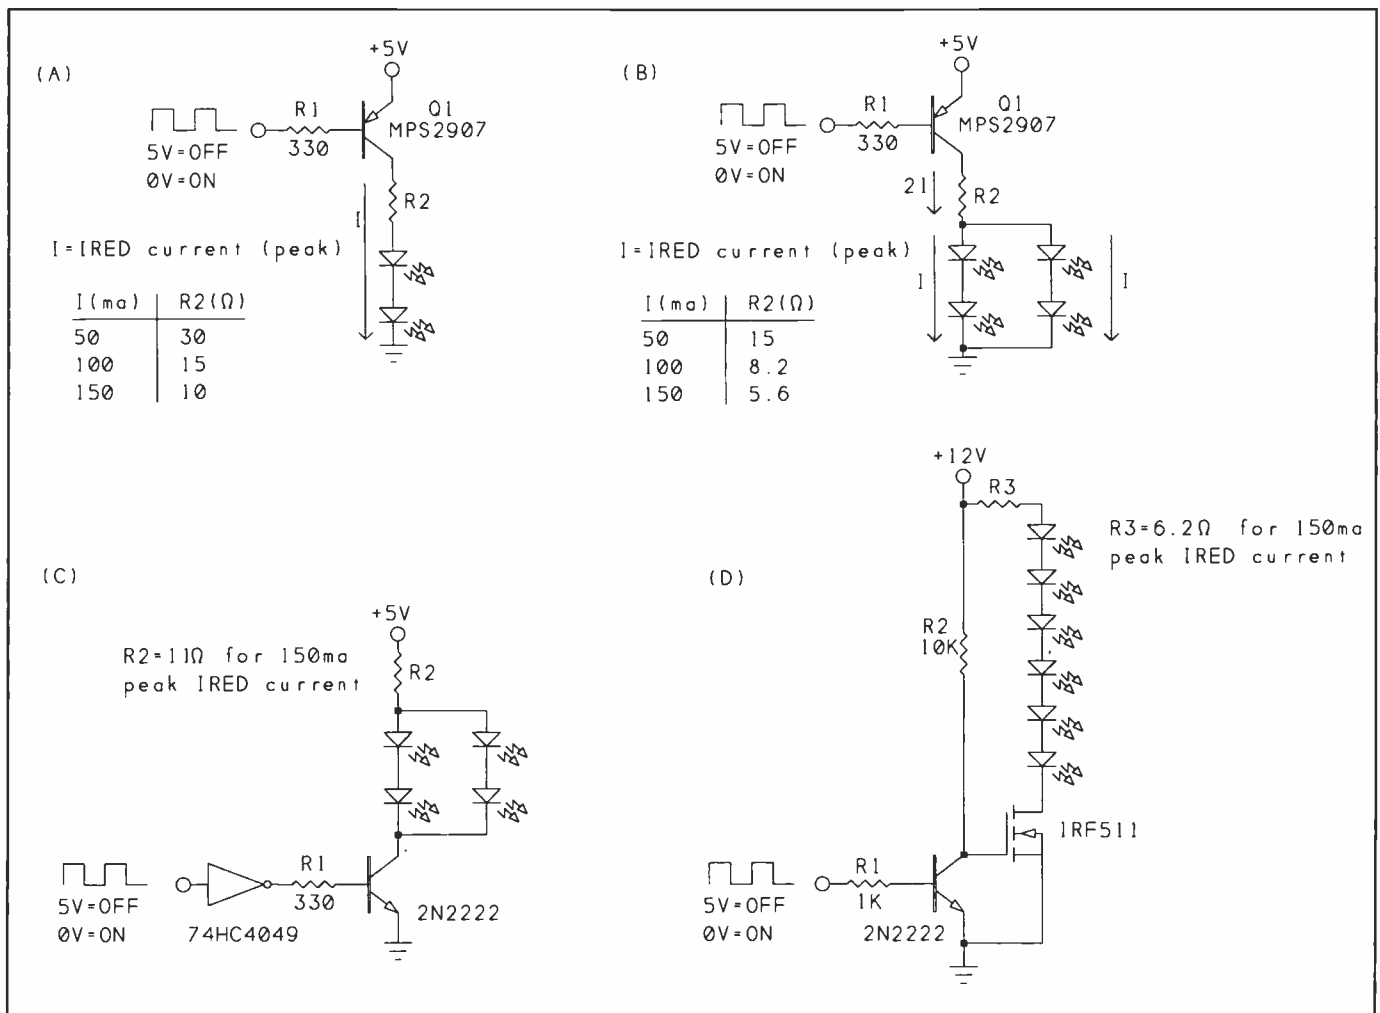 (A)
+5V
R1
330
Q1
MPS2907
5V=OFF
0V=ON
R2
I
I=IRED current (peak)
I(ma) R2(Ω)
50 30
100 15
150 10
(B)
+5V
R1
330
Q1
MPS2907
5V=OFF
0V=ON
2I
R2
I=IRED current (peak)
I
I
I(ma) R2(Ω)
50 15
100 8.2
150 5.6
(C)
+5V
R2=11Ω for 150ma
peak IRED current
R2
5V=OFF
0V=ON
74HC4049
R1
330
2N2222
(D)
+12V
R3
R3=6.2Ω for 150ma
peak IRED current
R2
10K
IRF511
5V=OFF
0V=ON
R1
1K
2N2222